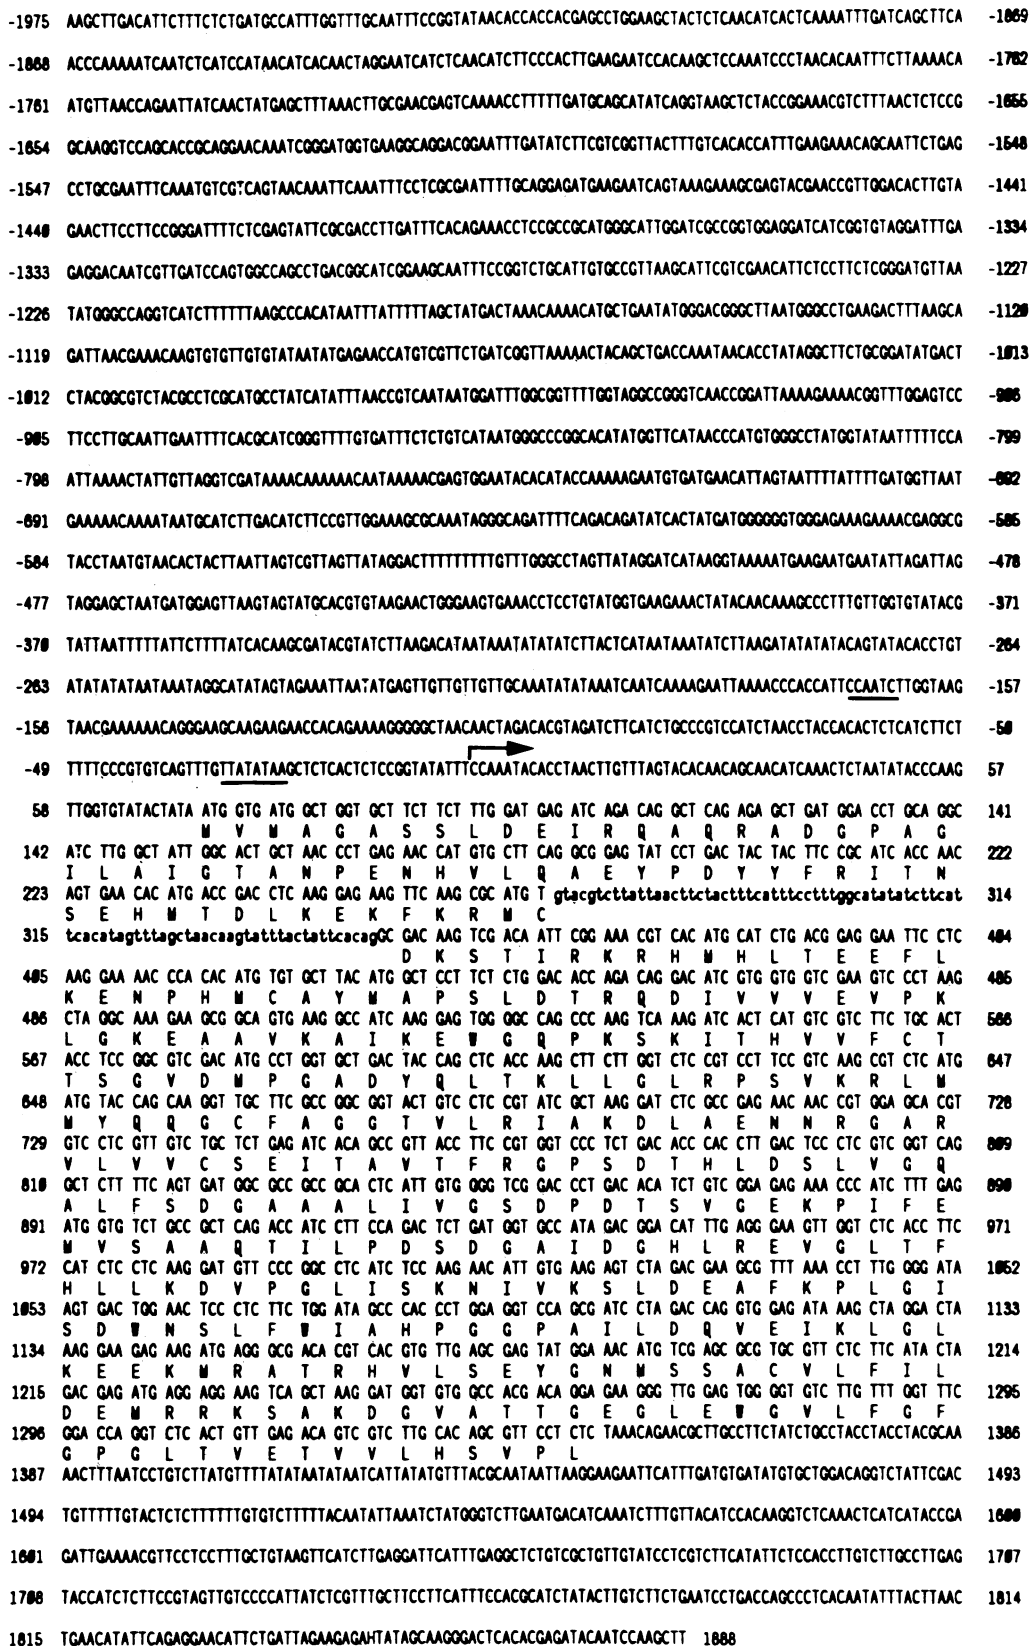 -1975 AAGCTTGACATTCTTTCTCTGATGCCATTTGGTTTGCAATTTCCGGTATAACACCACCACGAGCCTGGAAGCTACTCTCAACATCACTCAAAATTTGATCAGCTTCA -1869
-1868 ACCCAAAAATCAATCTCATCCATAACATCACAACTAGGAATCATCTCAACATCTTCCCACTTGAAGAATCCACAAGCTCCAAATCCCTAACACAATTTCTTAAAACA -1762
-1761 ATGTTAACCAGAATTATCAACTATGAGCTTTAAACTTGCGAACGAGTCAAAACCTTTTTGATGCAGCATATCAGGTAAGCTCTACCGGAAACGTCTTTAACTCTCCG -1655
-1654 GCAAGGTCCAGCACCGCAGGAACAAATCGGGATGGTGAAGGCAGGACGGAATTTGATATCTTCGTCGGTTACTTTGTCACACCATTTGAAGAAACAGCAATTCTGAG -1548
-1547 CCTGCGAATTTCAAATGTCGTCAGTAACAAATTCAAATTTCCTCGCGAATTTTGCAGGAGATGAAGAATCAGTAAAGAAAGCGAGTACGAACCGTTGGACACTTGTA -1441
-1440 GAACTTCCTTCCGGGATTTTCTCGAGTATTCGCGACCTTGATTTCACAGAAACCTCCGCCGCATGGGCATTGGATCGCCGGTGGAGGATCATCGGTGTAGGATTTGA -1334
-1333 GAGGACAATCGTTGATCCAGTGGCCAGCCTGACGGCATCGGAAGCAATTTCCGGTCTGCATTGTGCCGTTAAGCATTCGTCGAACATTCTCCTTCTCGGGATGTTAA -1227
-1226 TATGGGCCAGGTCATCTTTTTTAAGCCCACATAATTTATTTTTAGCTATGACTAAACAAAACATGCTGAATATGGGACGGGCTTAATGGGCCTGAAGACTTTAAGCA -1120
-1119 GATTAACGAAACAAGTGTGTTGTGTATAATATGAGAACCATGTCGTTCTGATCGGTTAAAAACTACAGCTGACCAAATAACACCTATAGGCTTCTGCGGATATGACT -1013
-1012 CTACGGCGTCTACGCCTCGCATGCCTATCATATTTAACCGTCAATAATGGATTTGGCGGTTTTGGTAGGCCGGGTCAACCGGATTAAAAGAAAACGGTTTGGAGTCC -906
-905 TTCCTTGCAATTGAATTTTCACGCATCGGGTTTTGTGATTTCTCTGTCATAATGGGCCCGGCACATATGGTTCATAACCCATGTGGGCCTATGGTATAATTTTTCCA -799
-798 ATTAAAACTATTGTTAGGTCGATAAAACAAAAAACAATAAAAACGAGTGGAATACACATACCAAAAAGAATGTGATGAACATTAGTAATTTTATTTTGATGGTTAAT -692
-691 GAAAAACAAAATAATGCATCTTGACATCTTCCGTTGGAAAGCGCAAATAGGGCAGATTTTCAGACAGATATCACTATGATGGGGGGTGGGAGAAAGAAAACGAGGCG -585
-584 TACCTAATGTAACACTACTTAATTAGTCGTTAGTTATAGGACTTTTTTTTTGTTTGGGCCTAGTTATAGGATCATAAGGTAAAAATGAAGAATGAATATTAGATTAG -478
-477 TAGGAGCTAATGATGGAGTTAAGTAGTATGCACGTGTAAGAACTGGGAAGTGAAACCTCCTGTATGGTGAAGAAACTATACAACAAAGCCCTTTGTTGGTGTATACG -371
-370 TATTAATTTTTATTCTTTTATCACAAGCGATACGTATCTTAAGACATAATAAATATATATCTTACTCATAATAAATATCTTAAGATATATATACAGTATACACCTGT -264
-263 ATATATATAATAAATAGGCATATAGTAGAAATTAATATGAGTTGTTGTTGTTGCAAATATATAAATCAATCAAAAGAATTAAAACCCACCATTCCAATCTTGGTAAG -157
-156 TAACGAAAAAACAGGGAAGCAAGAAGAACCACAGAAAAGGGGGCTAACAACTAGACACGTAGATCTTCATCTGCCCGTCCATCTAACCTACCACACTCTCATCTTCT -50
-49 TTTTCCCGTGTCAGTTTGTTATATAAGCTCTCACTCTCCGGTATATTTCCAAATACACCTAACTTGTTTAGTACACAACAGCAACATCAAACTCTAATATACCCAAG 57
58 TTGGTGTATACTATA ATG GTG ATG GCT GGT GCT TCT TCT TTG GAT GAG ATC AGA CAG GCT CAG AGA GCT GAT GGA CCT GCA GGC 141
M V M A G A S S L D E I R Q A Q R A D G P A G
142 ATC TTG GCT ATT GGC ACT GCT AAC CCT GAG AAC CAT GTG CTT CAG GCG GAG TAT CCT GAC TAC TAC TTC CGC ATC ACC AAC 222
I L A I G T A N P E N H V L Q A E Y P D Y Y F R I T N
223 AGT GAA CAC ATG ACC GAC CTC AAG GAG AAG TTC AAG CGC ATG T gtacgtcttattaacttctactttcatttcctttggcatatatcttcat 314
S E H M T D L K E K F K R M C
315 tcacatagtttagctaacaagtatttactattcacagGC GAC AAG TCG ACA ATT CGG AAA CGT CAC ATG CAT CTG ACG GAG GAA TTC CTC 404
D K S T I R K R H M H L T E E F L
405 AAG GAA AAC CCA CAC ATG TGT GCT TAC ATG GCT CCT TCT CTG GAC ACC AGA CAG GAC ATC GTG GTG GTC GAA GTC CCT AAG 485
K E N P H M C A Y M A P S L D T R Q D I V V V E V P K
486 CTA GGC AAA GAA GCG GCA GTG AAG GCC ATC AAG GAG TGG GGC CAG CCC AAG TCA AAG ATC ACT CAT GTC GTC TTC TGC ACT 566
L G K E A A V K A I K E W G Q P K S K I T H V V F C T
567 ACC TCC GGC GTC GAC ATG CCT GGT GCT GAC TAC CAG CTC ACC AAG CTT CTT GGT CTC CGT CCT TCC GTC AAG CGT CTC ATG 647
T S G V D M P G A D Y Q L T K L L G L R P S V K R L M
648 ATG TAC CAG CAA GGT TGC TTC GCC GGC GGT ACT GTC CTC CGT ATC GCT AAG GAT CTC GCC GAG AAC AAC CGT GGA GCA CGT 728
M Y Q Q G C F A G G T V L R I A K D L A E N N R G A R
729 GTC CTC GTT GTC TGC TCT GAG ATC ACA GCC GTT ACC TTC CGT GGT CCC TCT GAC ACC CAC CTT GAC TCC CTC GTC GGT CAG 809
V L V V C S E I T A V T F R G P S D T H L D S L V G Q
810 GCT CTT TTC AGT GAT GGC GCC GCC GCA CTC ATT GTG GGG TCG GAC CCT GAC ACA TCT GTC GGA GAG AAA CCC ATC TTT GAG 890
A L F S D G A A A L I V G S D P D T S V G E K P I F E
891 ATG GTG TCT GCC GCT CAG ACC ATC CTT CCA GAC TCT GAT GGT GCC ATA GAC GGA CAT TTG AGG GAA GTT GGT CTC ACC TTC 971
M V S A A Q T I L P D S D G A I D G H L R E V G L T F
972 CAT CTC CTC AAG GAT GTT CCC GGC CTC ATC TCC AAG AAC ATT GTG AAG AGT CTA GAC GAA GCG TTT AAA CCT TTG GGG ATA 1052
H L L K D V P G L I S K N I V K S L D E A F K P L G I
1053 AGT GAC TGG AAC TCC CTC TTC TGG ATA GCC CAC CCT GGA GGT CCA GCG ATC CTA GAC CAG GTG GAG ATA AAG CTA GGA CTA 1133
S D W N S L F W I A H P G G P A I L D Q V E I K L G L
1134 AAG GAA GAG AAG ATG AGG GCG ACA CGT CAC GTG TTG AGC GAG TAT GGA AAC ATG TCG AGC GCG TGC GTT CTC TTC ATA CTA 1214
K E E K M R A T R H V L S E Y G N M S S A C V L F I L
1215 GAC GAG ATG AGG AGG AAG TCA GCT AAG GAT GGT GTG GCC ACG ACA GGA GAA GGG TTG GAG TGG GGT GTC TTG TTT GGT TTC 1295
D E M R R K S A K D G V A T T G E G L E W G V L F G F
1296 GGA CCA GGT CTC ACT GTT GAG ACA GTC GTC TTG CAC AGC GTT CCT CTC TAAACAGAACGCTTGCCTTCTATCTGCCTACCTACCTACGCAA 1386
G P G L T V E T V V L H S V P L
1387 AACTTTAATCCTGTCTTATGTTTTATATAATATAATCATTATATGTTTACGCAATAATTAAGGAAGAATTCATTTGATGTGATATGTGCTGGACAGGTCTATTCGAC 1493
1494 TGTTTTTGTACTCTCTTTTTTGTGTCTTTTTACAATATTAAATCTATGGGTCTTGAATGACATCAAATCTTTGTTACATCCACAAGGTCTCAAACTCATCATACCGA 1600
1601 GATTGAAAACGTTCCTCCTTTGCTGTAAGTTCATCTTGAGGATTCATTTGAGGCTCTGTCGCTGTTGTATCCTCGTCTTCATATTCTCCACCTTGTCTTGCCTTGAG 1707
1708 TACCATCTCTTCCGTAGTTGTCCCCATTATCTCGTTTGCTTCCTTCATTTCCACGCATCTATACTTGTCTTCTGAATCCTGACCAGCCCTCACAATATTTACTTAAC 1814
1815 TGAACATATTCAGAGGAACATTCTGATTAGAAGAGAHTATAGCAAGGGACTCACACGAGATACAATCCAAGCTT 1888